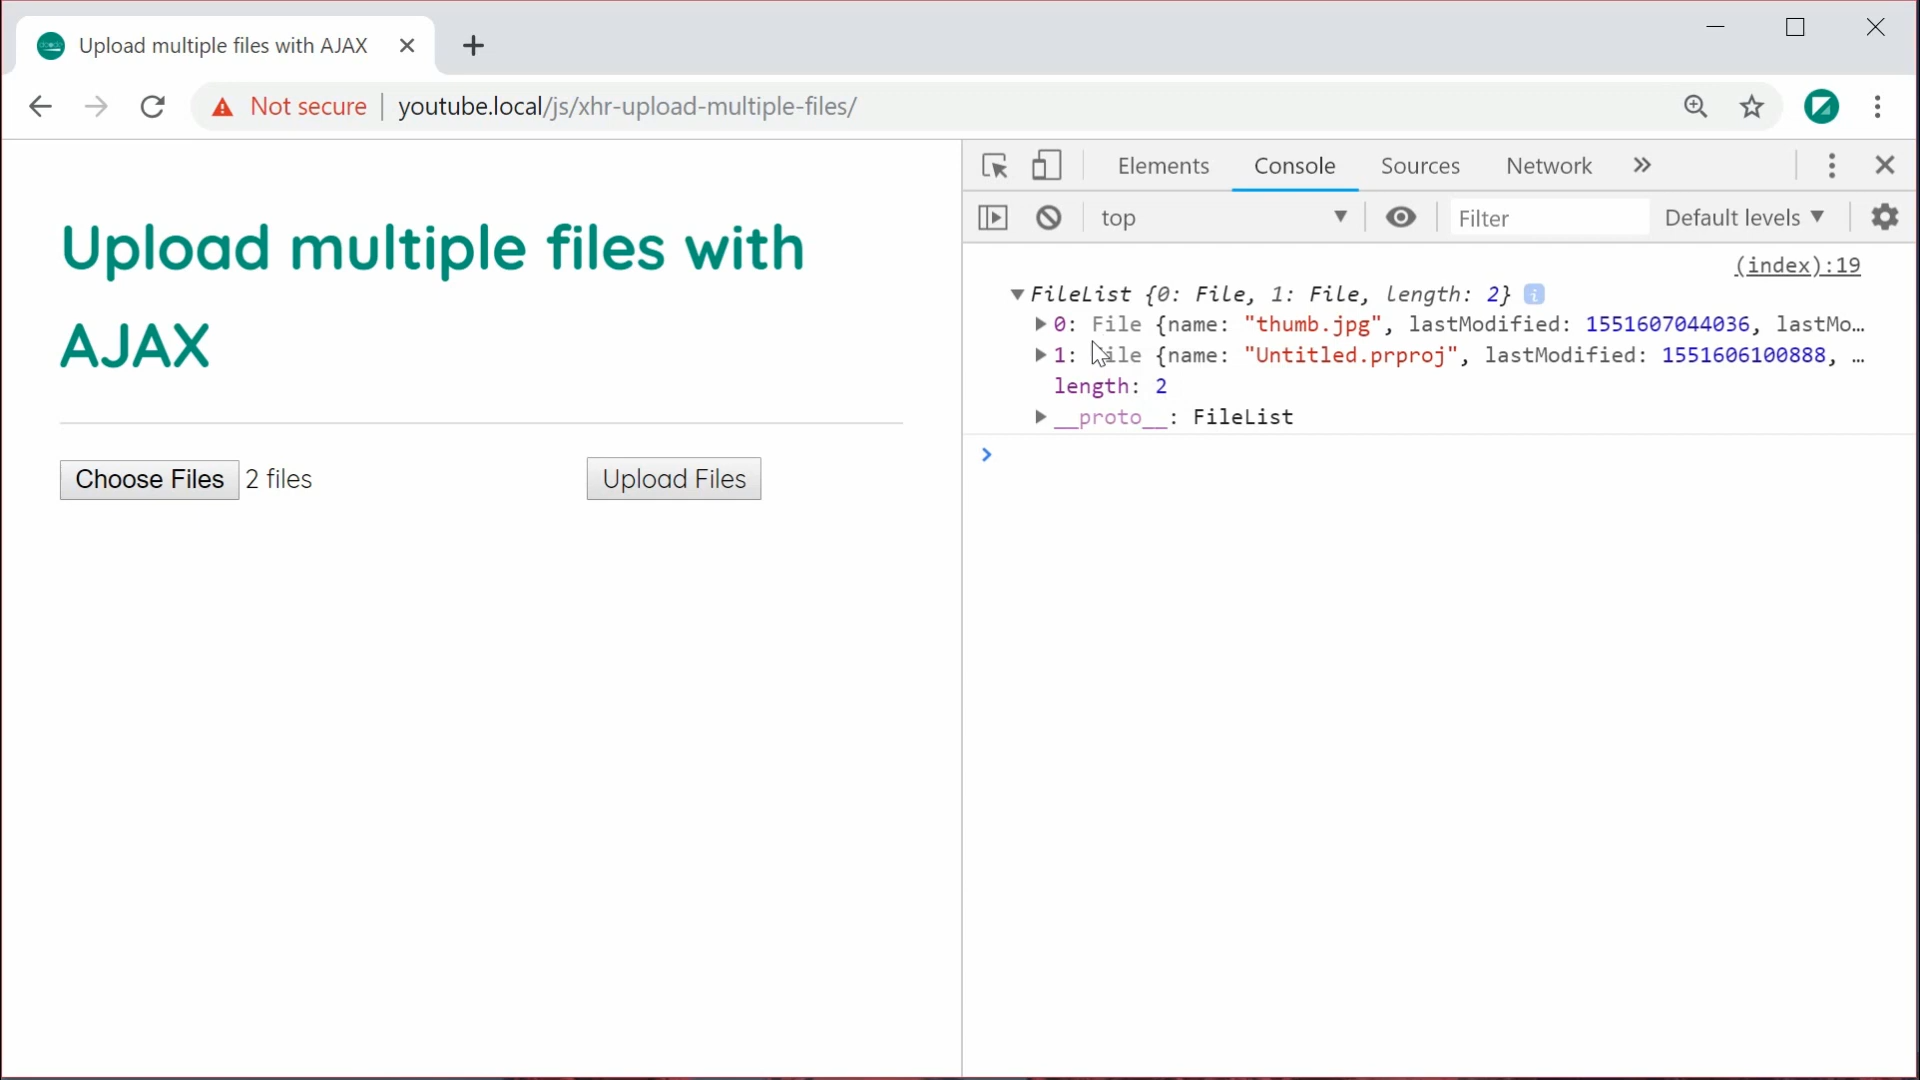 Upload multiple files with AJAX
Not secure | youtube.local/js/xhr-upload-multiple-files/
Upload multiple files with
AJAX
Choose Files 2 files Upload Files
Elements Console Sources Network
top Filter Default levels
(index):19
FileList {0: File, 1: File, length: 2}
0: File {name: "thumb.jpg", lastModified: 1551607044036, lastMo…
1: File {name: "Untitled.prproj", lastModified: 1551606100888, …
length: 2
__proto__: FileList